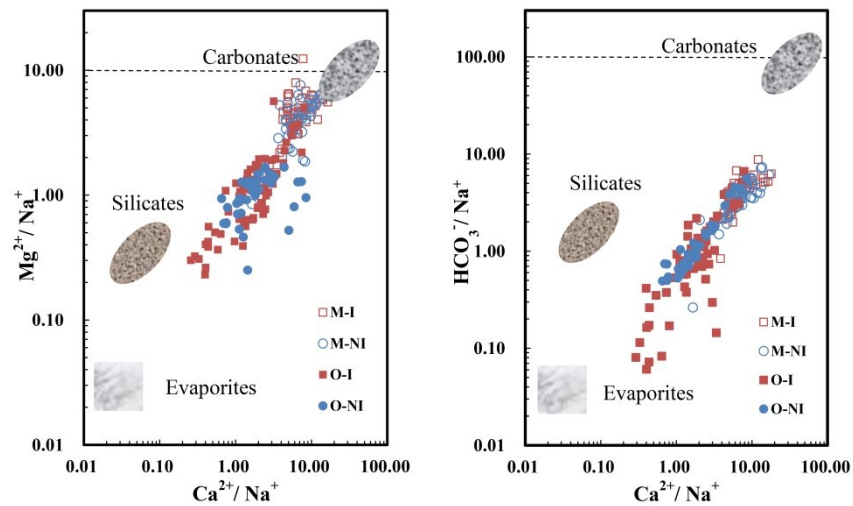 Mg²⁺/ Na⁺
10.00
1.00
0.10
0.01
Carbonates
Silicates
Evaporites
M-I
M-NI
O-I
O-NI
0.01 0.10 1.00 10.00 100.00
Ca²⁺/ Na⁺
HCO₃⁻/ Na⁺
100.00
10.00
1.00
0.10
0.01
Carbonates
Silicates
Evaporites
M-I
M-NI
O-I
O-NI
0.01 0.10 1.00 10.00 100.00
Ca²⁺/ Na⁺